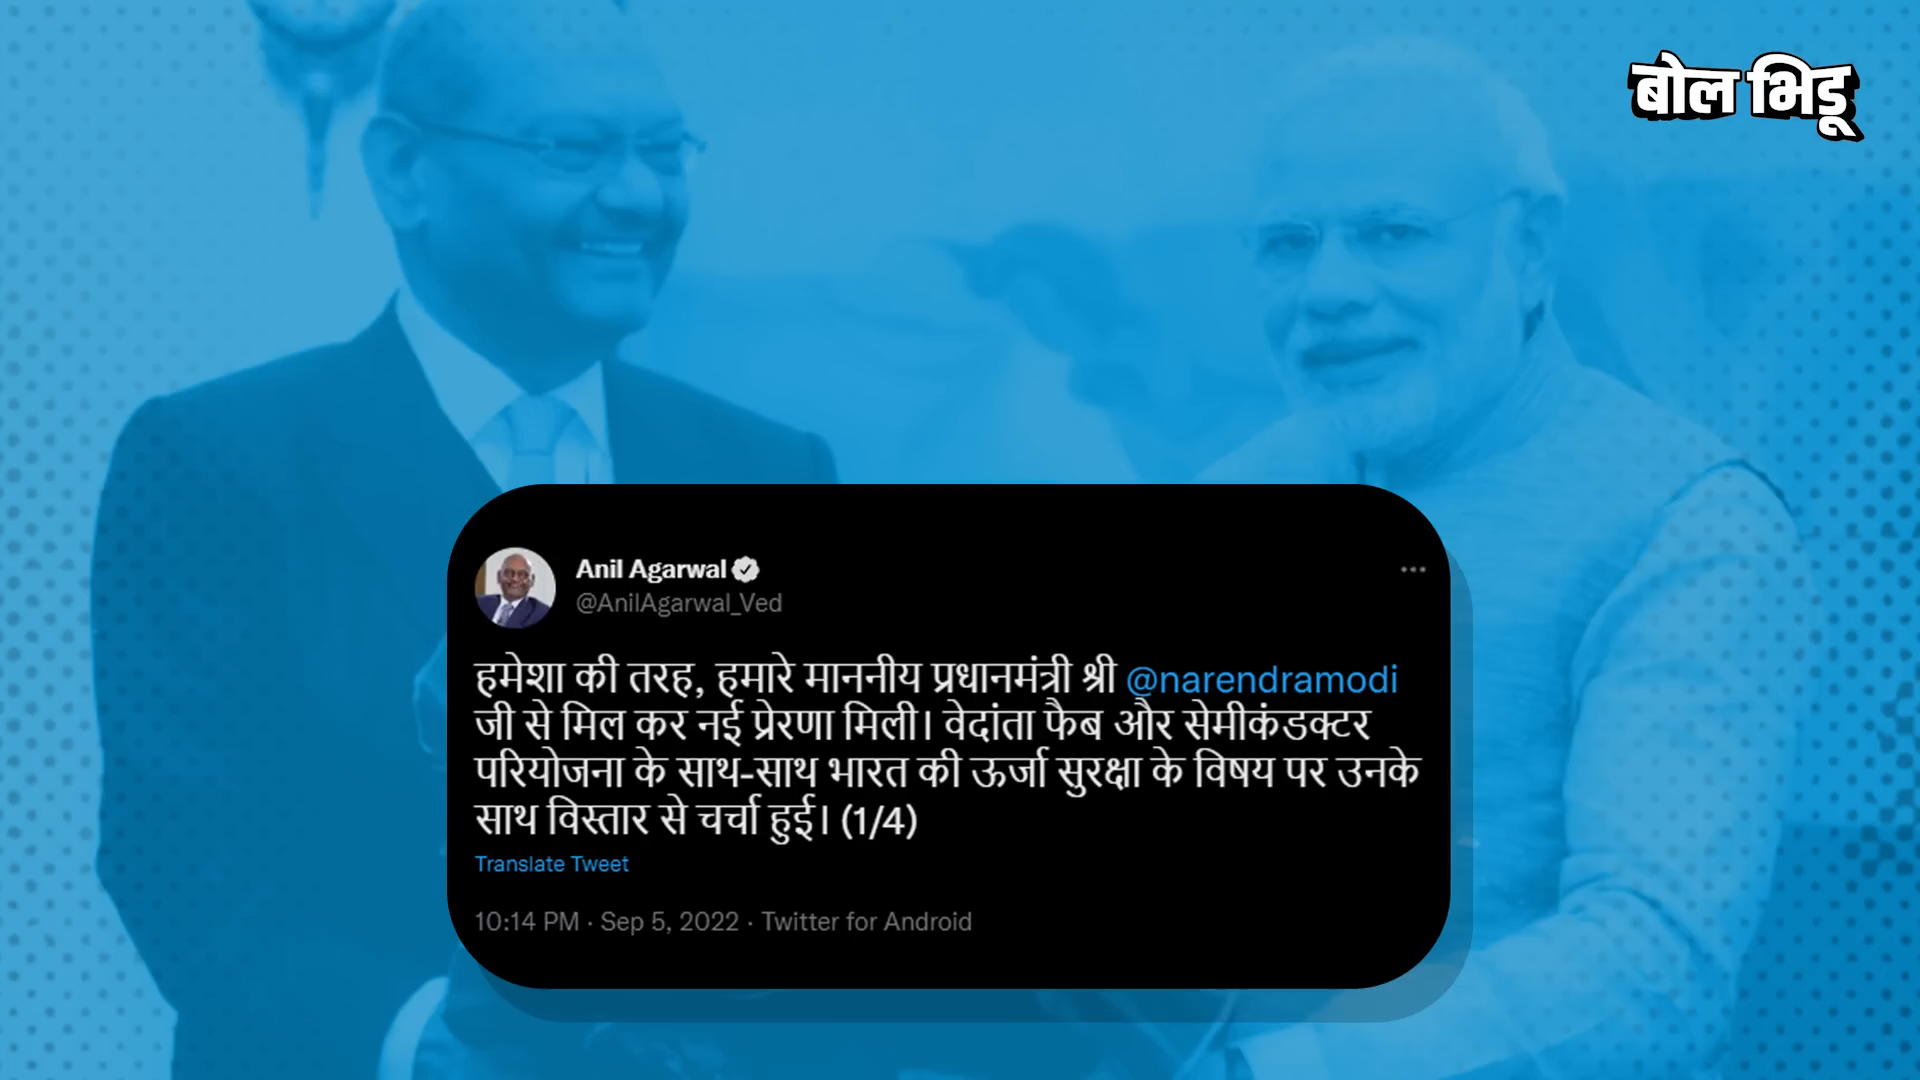 बोल भिडू
Anil Agarwal
@AnilAgarwal_Ved
हमेशा की तरह, हमारे माननीय प्रधानमंत्री श्री @narendramodi
जी से मिल कर नई प्रेरणा मिली। वेदांता फैब और सेमीकंडक्टर
परियोजना के साथ-साथ भारत की ऊर्जा सुरक्षा के विषय पर उनके
साथ विस्तार से चर्चा हुई। (1/4)
Translate Tweet
10:14 PM · Sep 5, 2022 · Twitter for Android